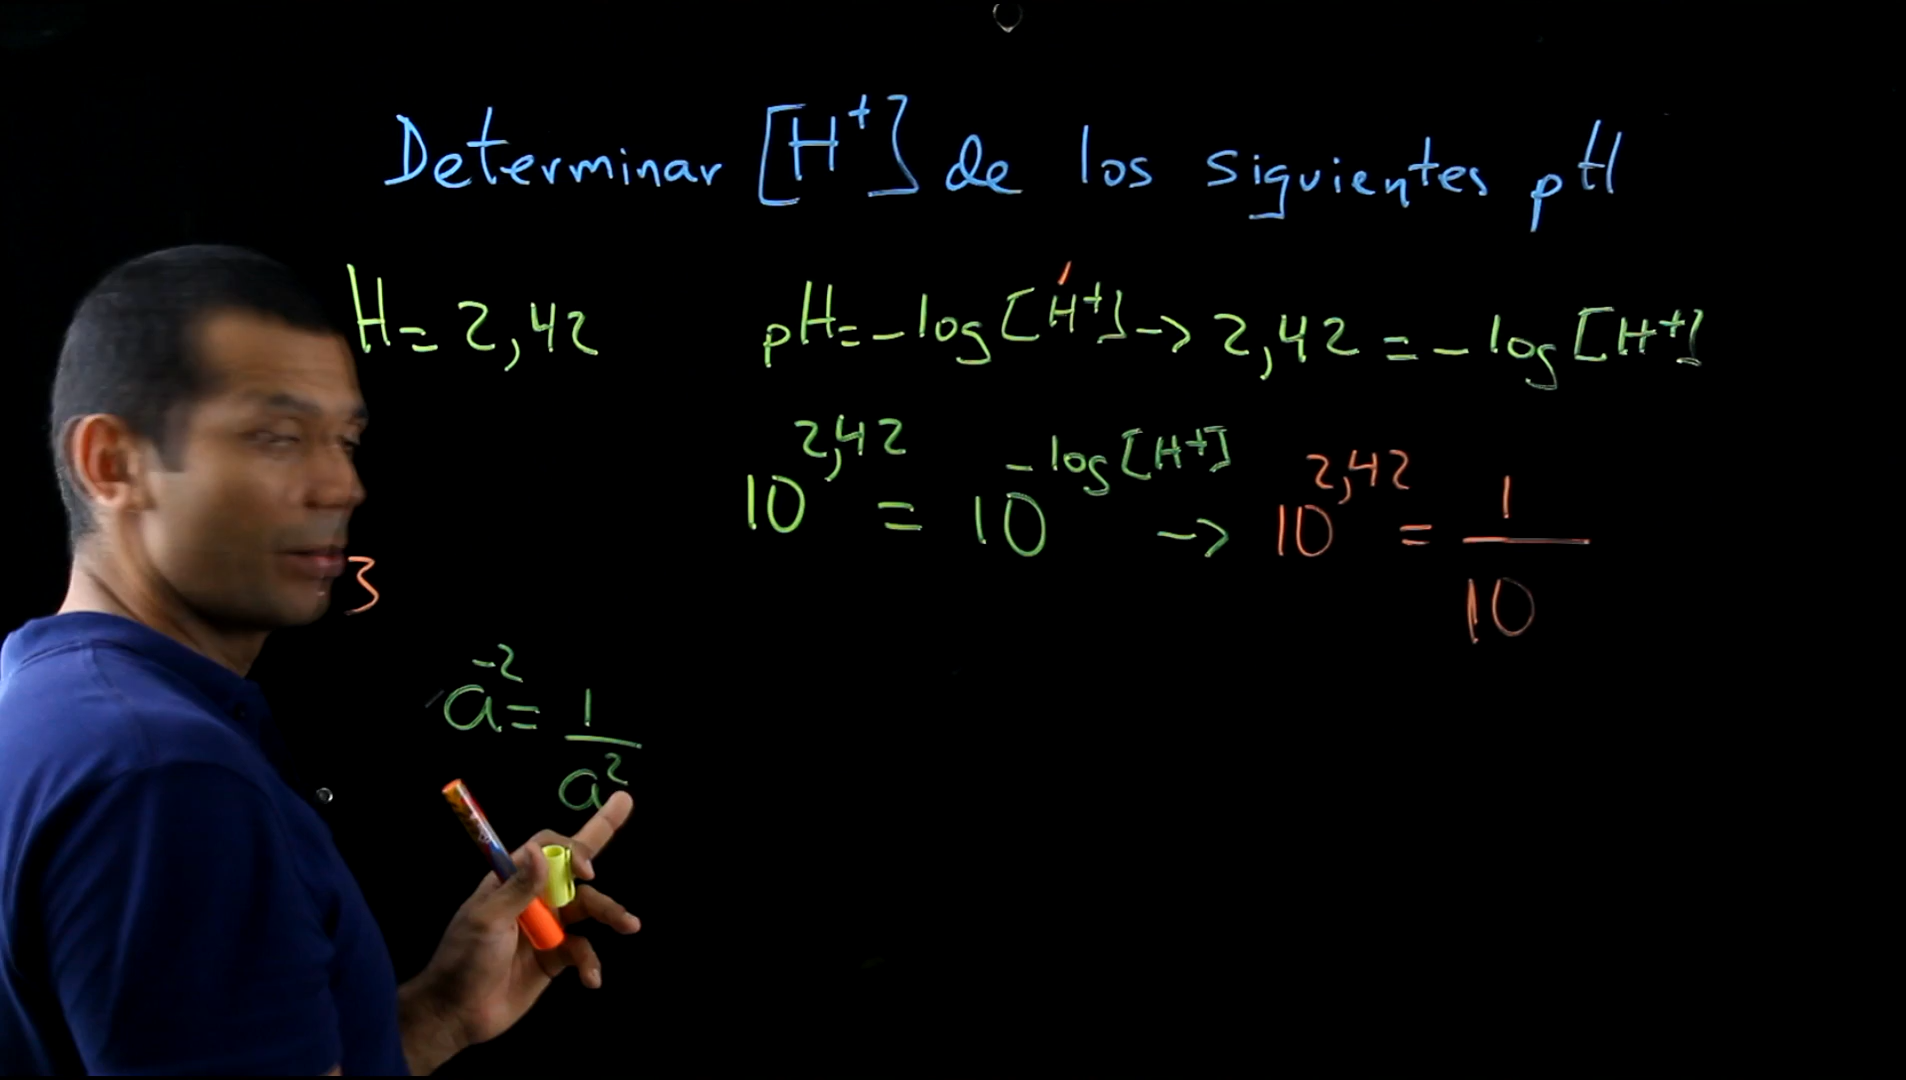 Determinar [H⁺] de los siguientes pH
H = 2,42
pH = -log [H⁺] -> 2,42 = -log [H⁺]
10^2,42 = 10^-log [H⁺] -> 10^2,42 = 1/10
3
a^-2 = 1/a^2